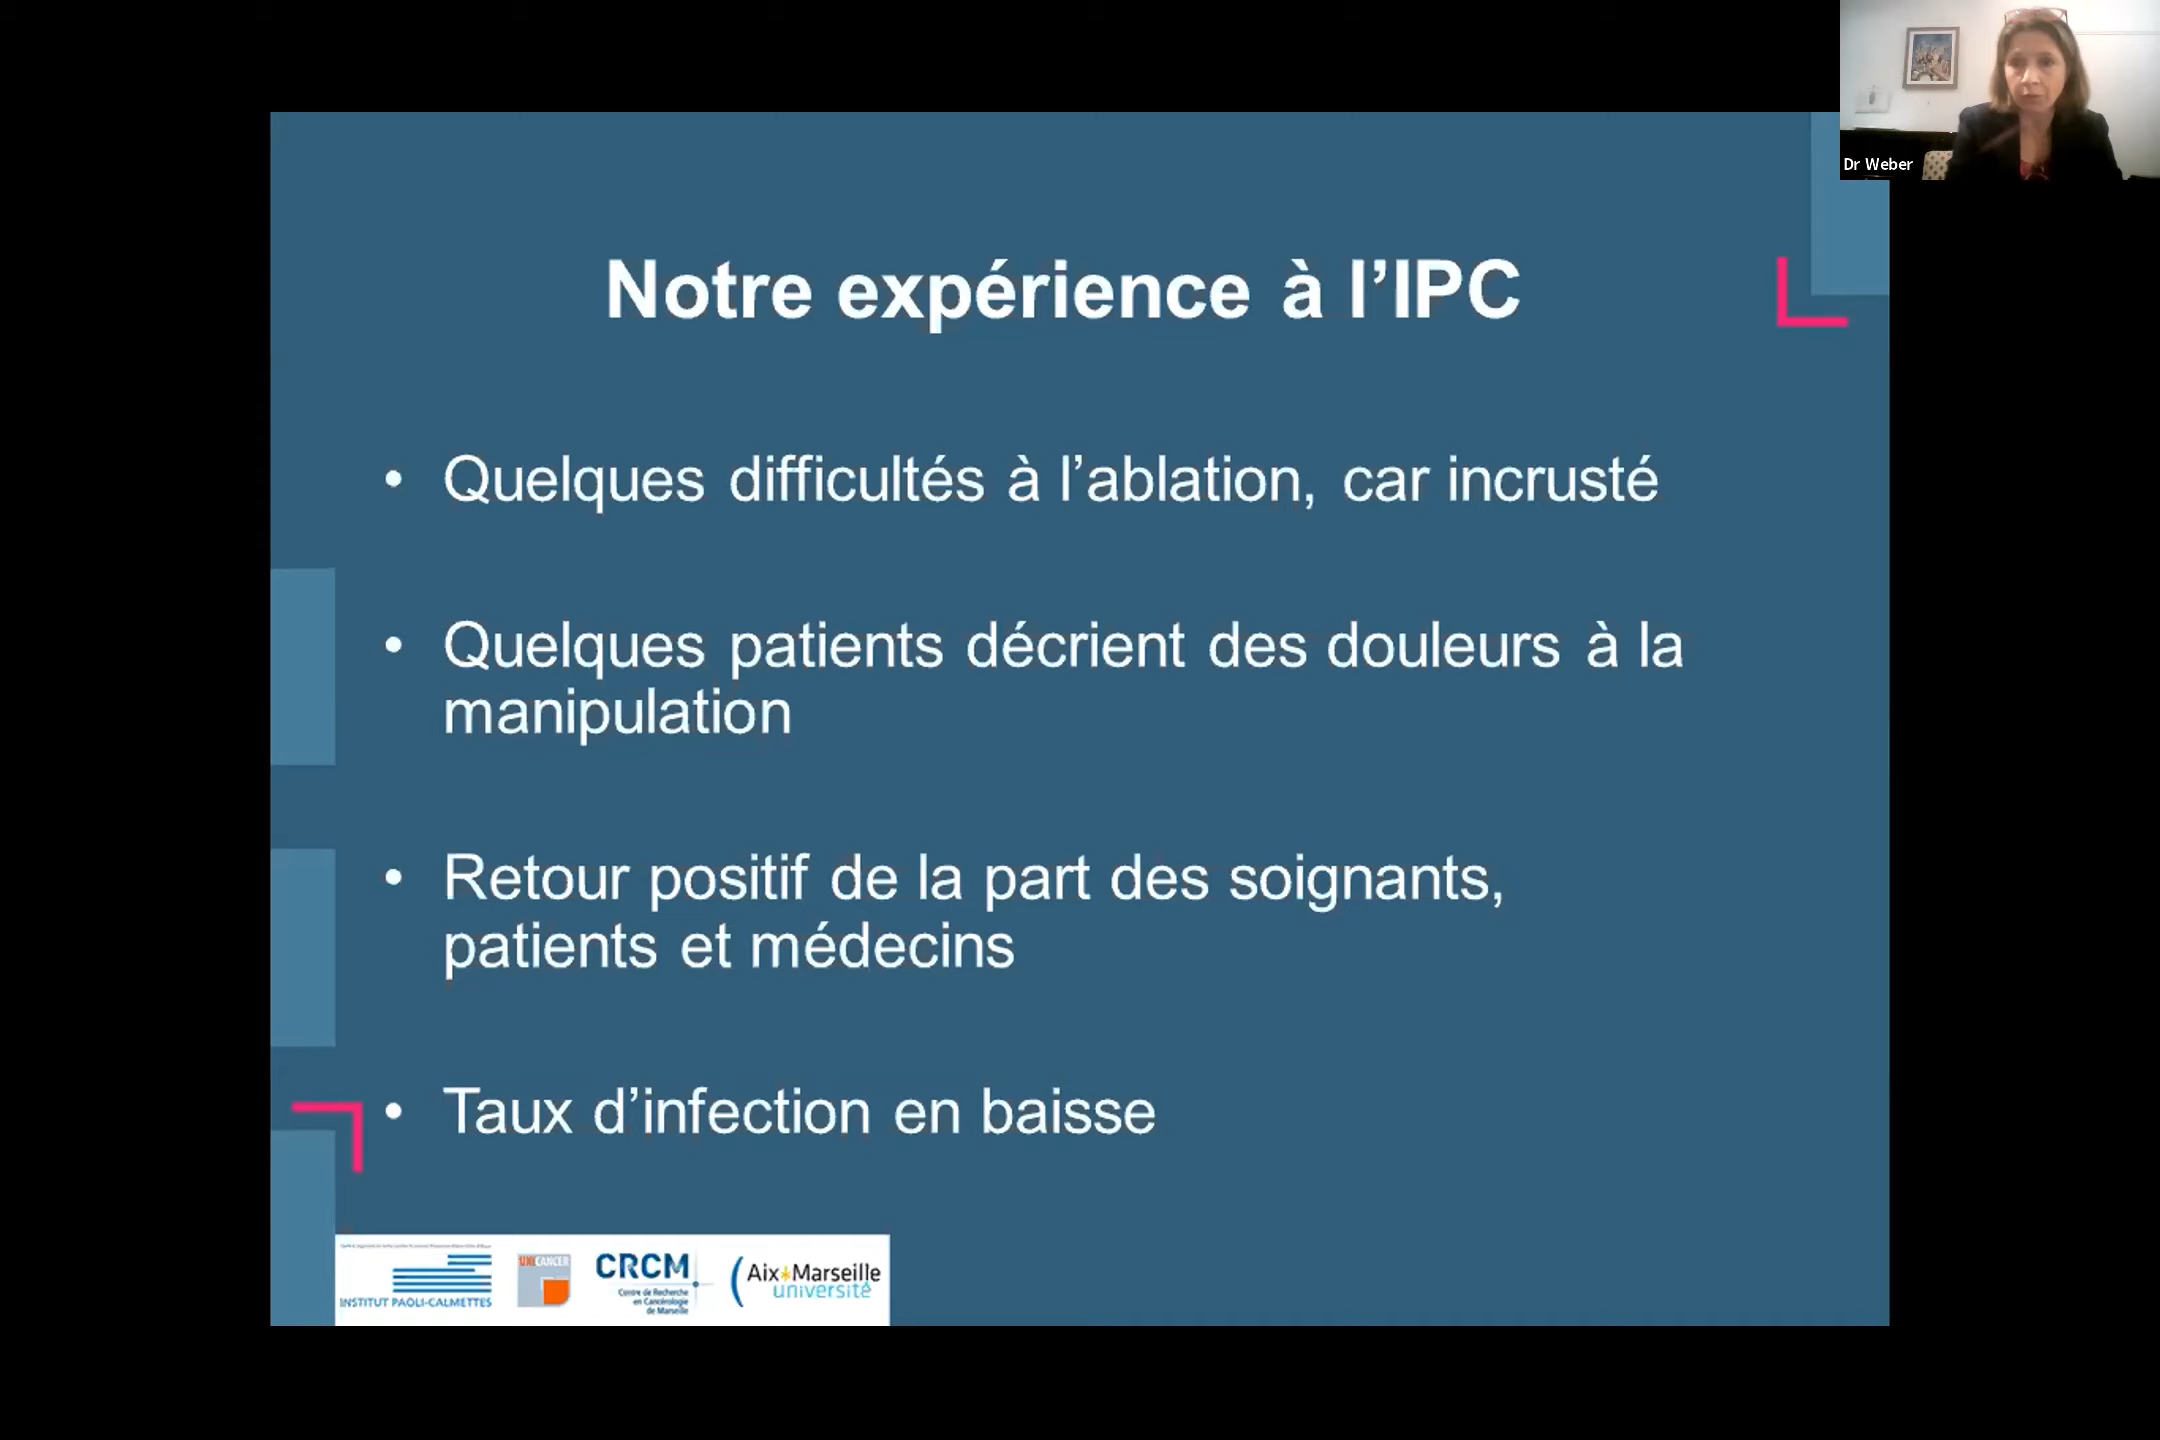 Dr Weber
Notre expérience à l’IPC
• Quelques difficultés à l’ablation, car incrusté
• Quelques patients décrient des douleurs à la
manipulation
• Retour positif de la part des soignants,
patients et médecins
• Taux d’infection en baisse
INSTITUT PAOLI-CALMETTES
UNICANCER
CRCM
Centre de Recherche
en Cancérologie
de Marseille
Aix Marseille
université